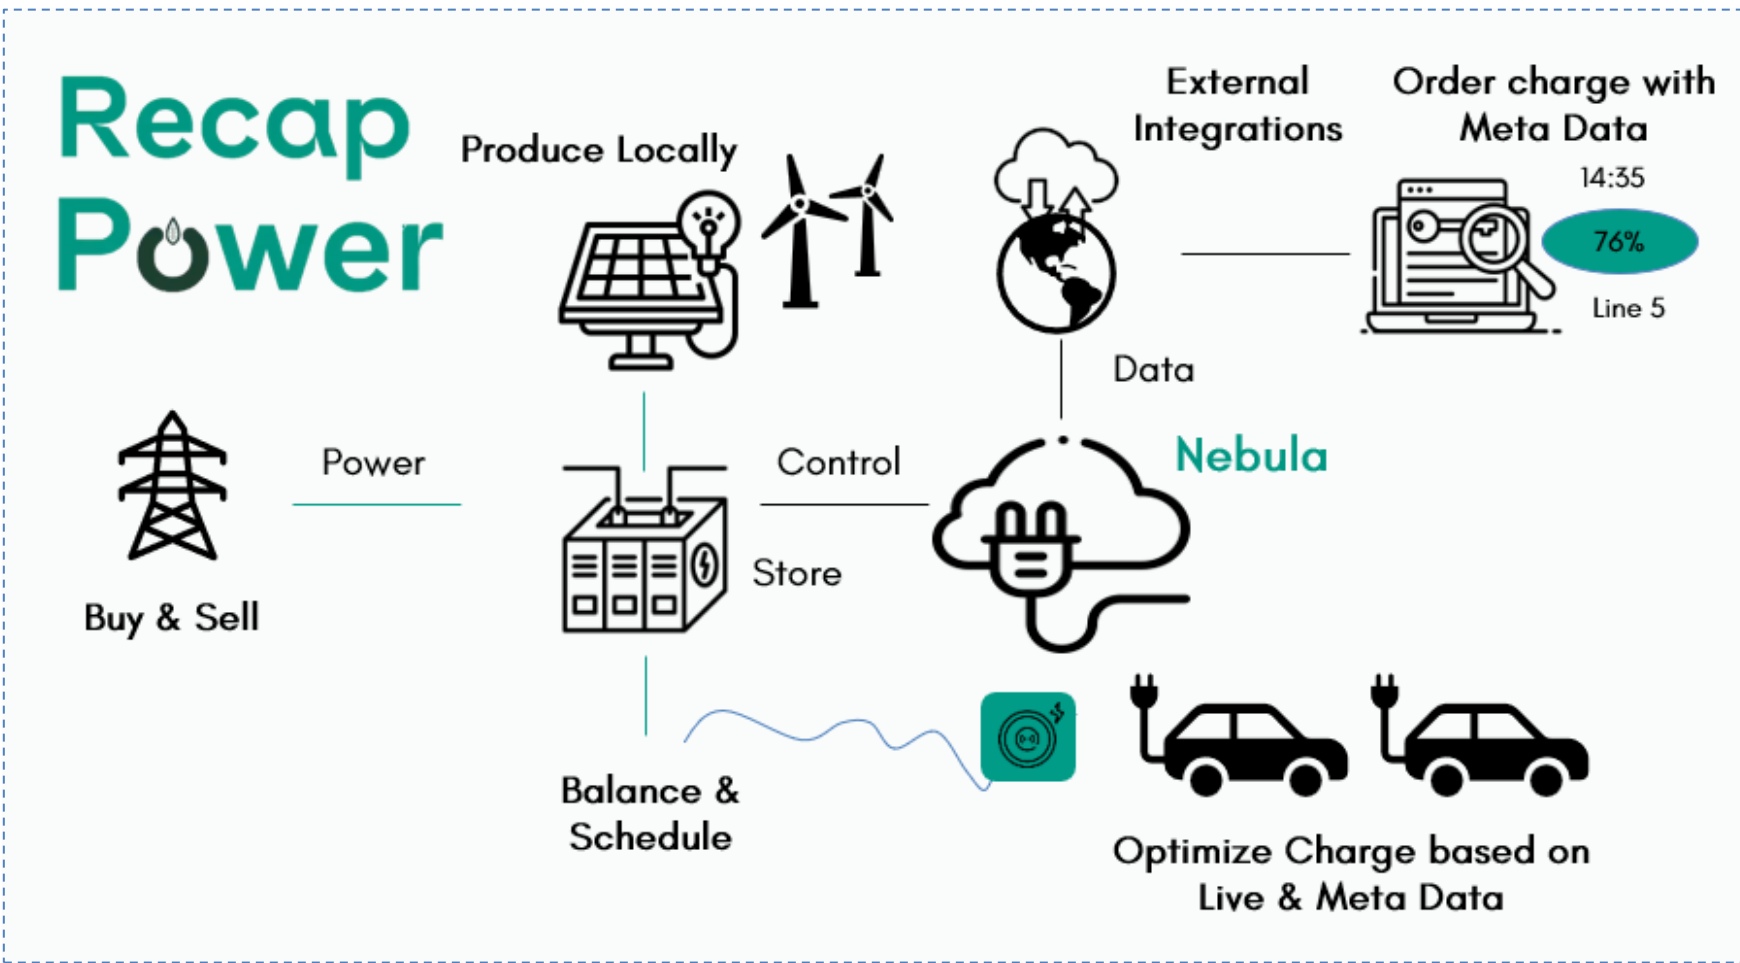 Recap
Power
Produce Locally
External
Integrations
Order charge with
Meta Data
14:35
76%
Line 5
Data
Power
Control
Nebula
Store
Buy & Sell
Balance &
Schedule
Optimize Charge based on
Live & Meta Data